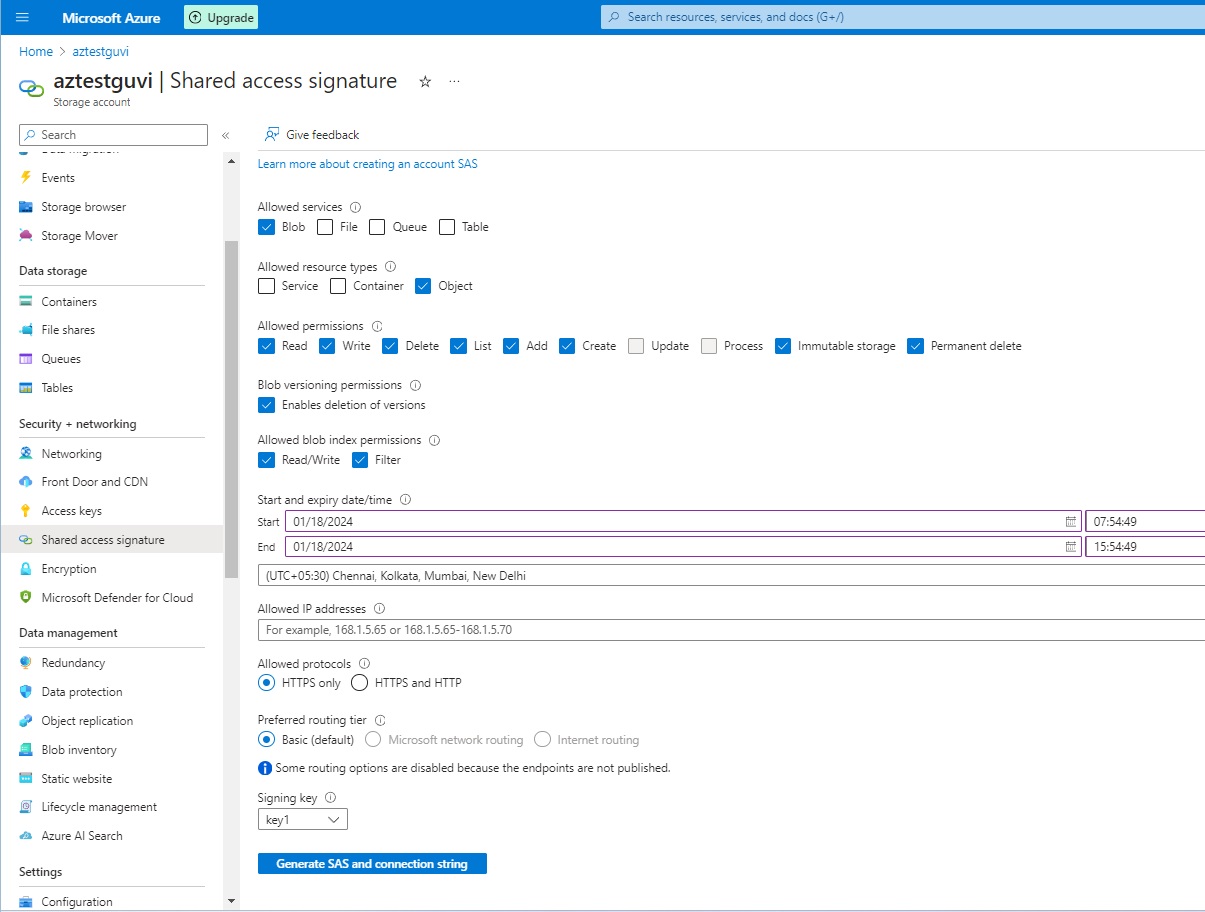 Microsoft Azure
Upgrade
Search resources, services, and docs (G+/)
Home > aztestguvi
aztestguvi | Shared access signature
Storage account
Search
Data migration
Events
Storage browser
Storage Mover
Data storage
Containers
File shares
Queues
Tables
Security + networking
Networking
Front Door and CDN
Access keys
Shared access signature
Encryption
Microsoft Defender for Cloud
Data management
Redundancy
Data protection
Object replication
Blob inventory
Static website
Lifecycle management
Azure AI Search
Settings
Configuration
Give feedback
Learn more about creating an account SAS
Allowed services
Blob File Queue Table
Allowed resource types
Service Container Object
Allowed permissions
Read Write Delete List Add Create Update Process Immutable storage Permanent delete
Blob versioning permissions
Enables deletion of versions
Allowed blob index permissions
Read/Write Filter
Start and expiry date/time
Start 01/18/2024 07:54:49
End 01/18/2024 15:54:49
(UTC+05:30) Chennai, Kolkata, Mumbai, New Delhi
Allowed IP addresses
For example, 168.1.5.65 or 168.1.5.65-168.1.5.70
Allowed protocols
HTTPS only HTTPS and HTTP
Preferred routing tier
Basic (default) Microsoft network routing Internet routing
Some routing options are disabled because the endpoints are not published.
Signing key
key1
Generate SAS and connection string